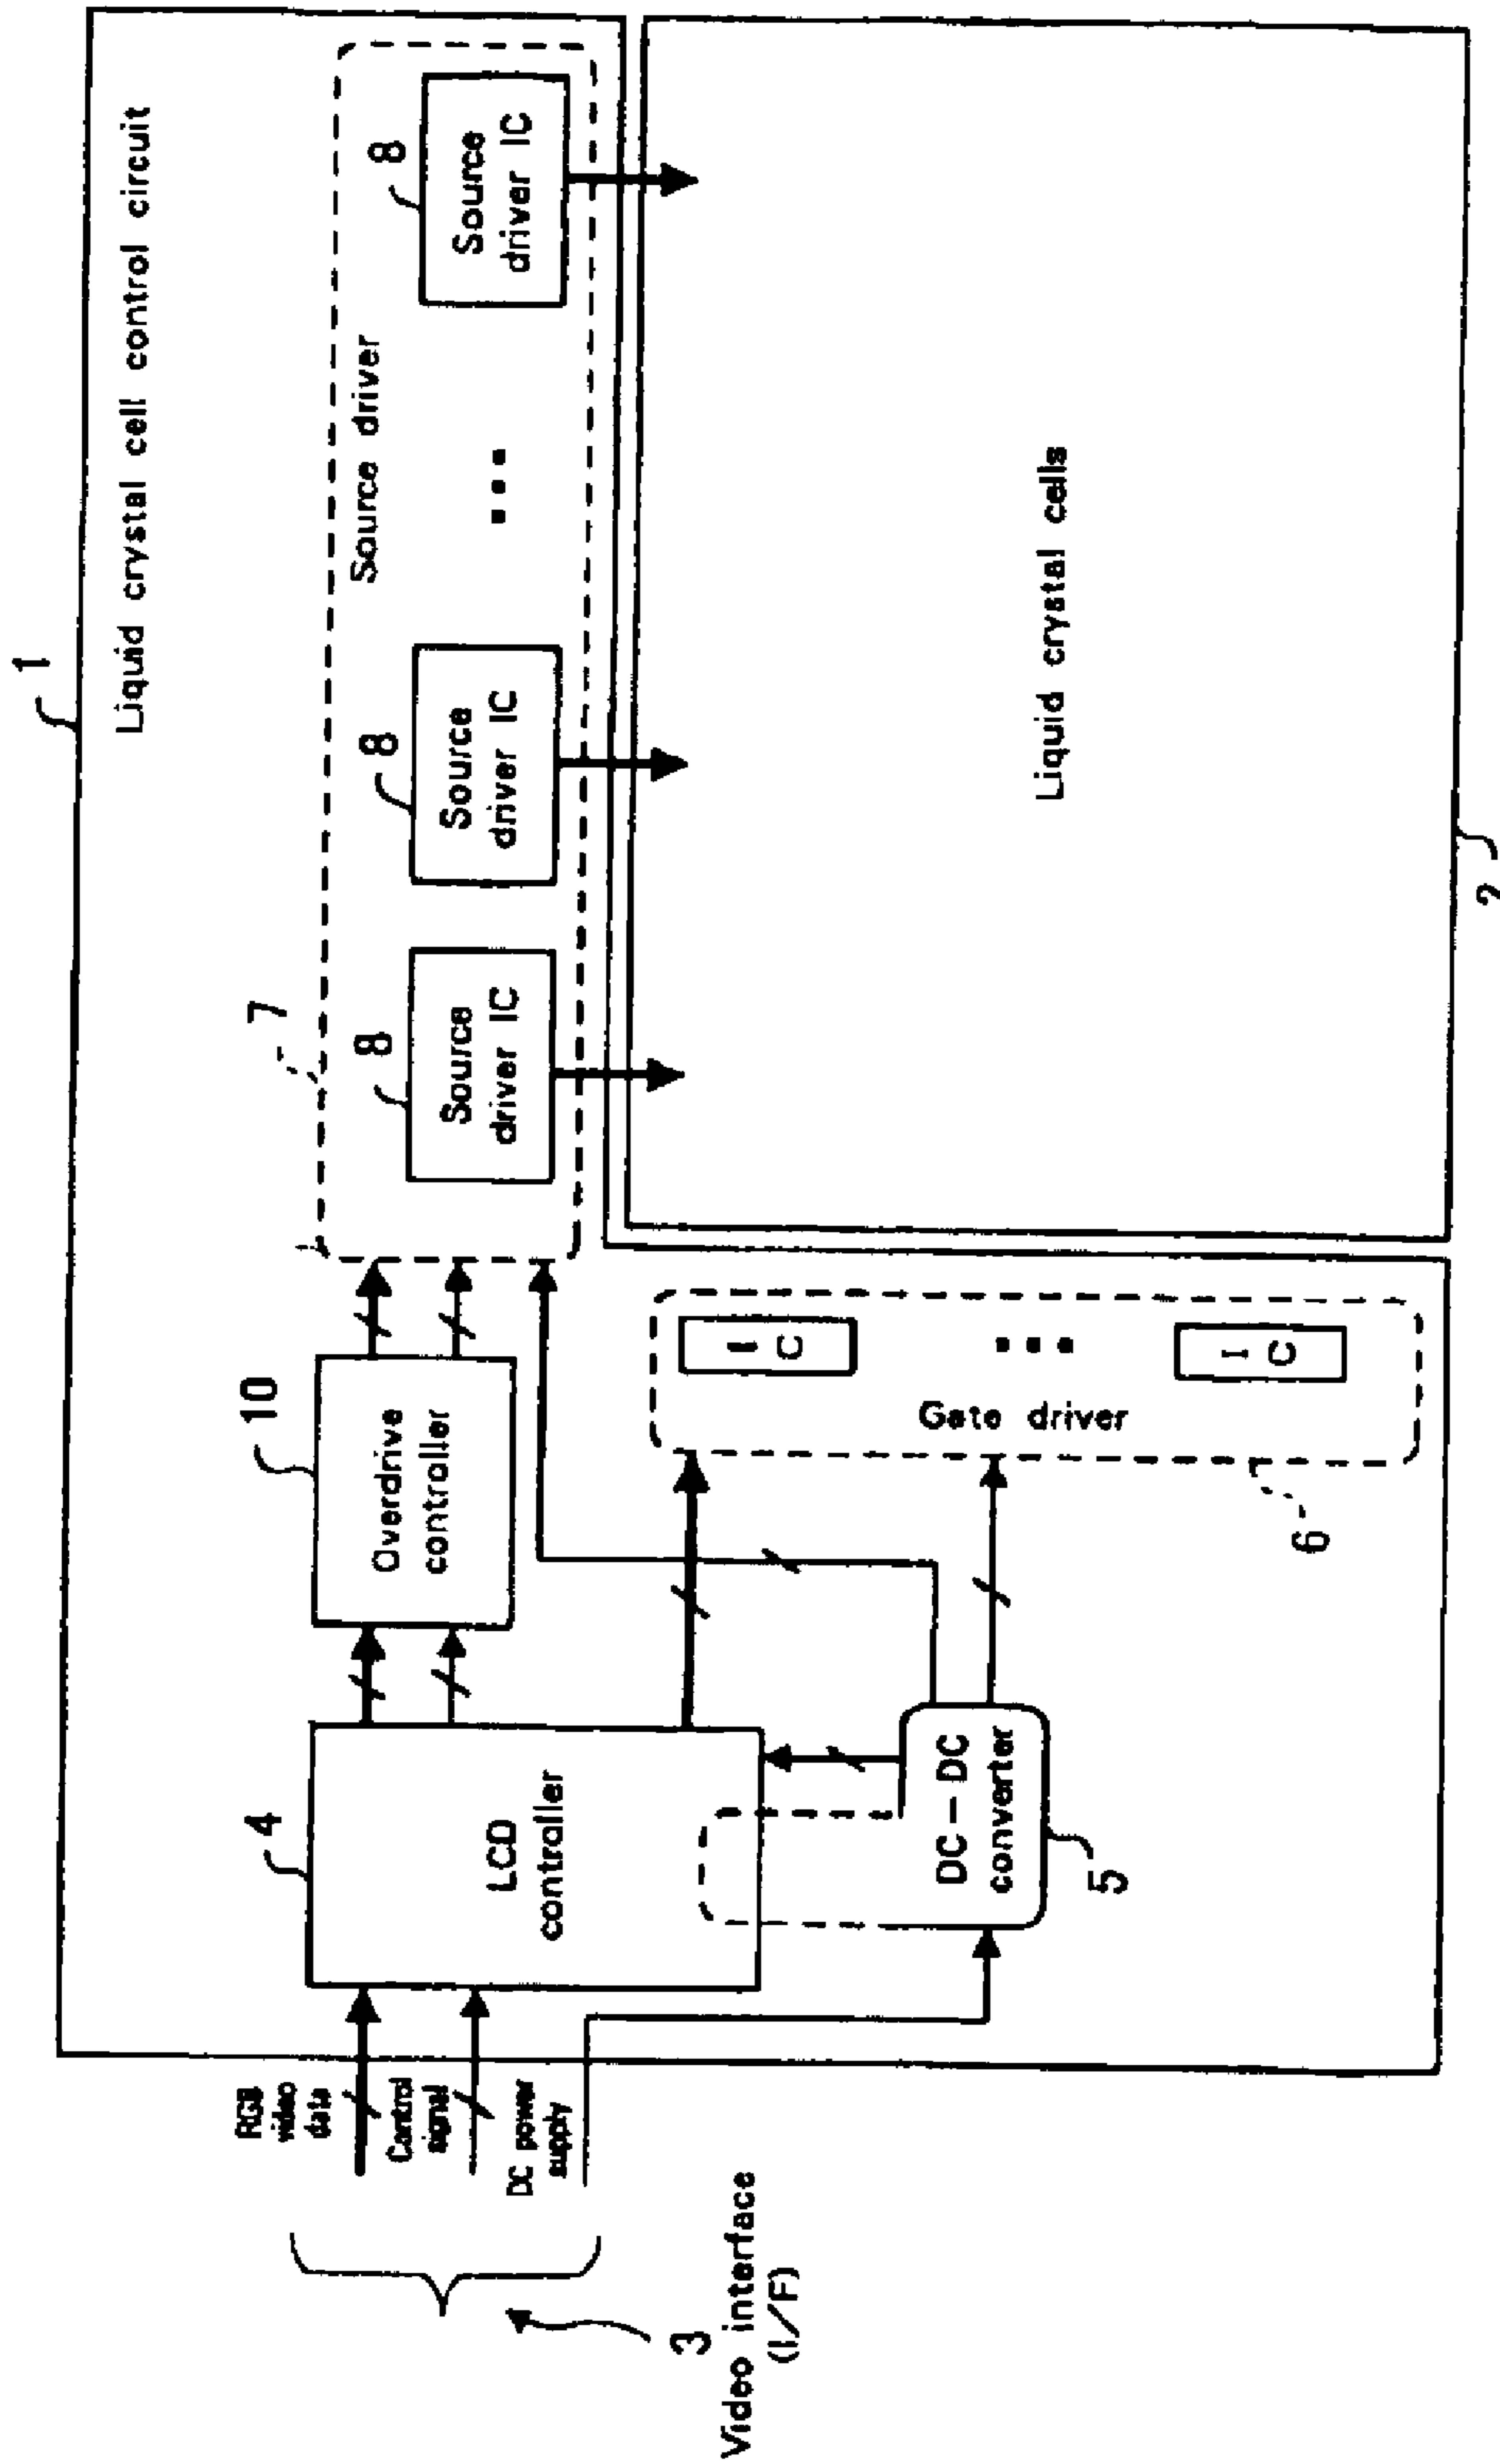 1
Liquid crystal cell control circuit
7
Source driver
8
Source
driver IC
8
Source
driver IC
...
8
Source
driver IC
10
Overdrive
controller
4
LCD
controller
RGB
video
data
Control
signal
DC power
supply
3
Video interface
(I/F)
DC-DC
converter
5
I C
...
I C
Gate driver
6
Liquid crystal cells
2